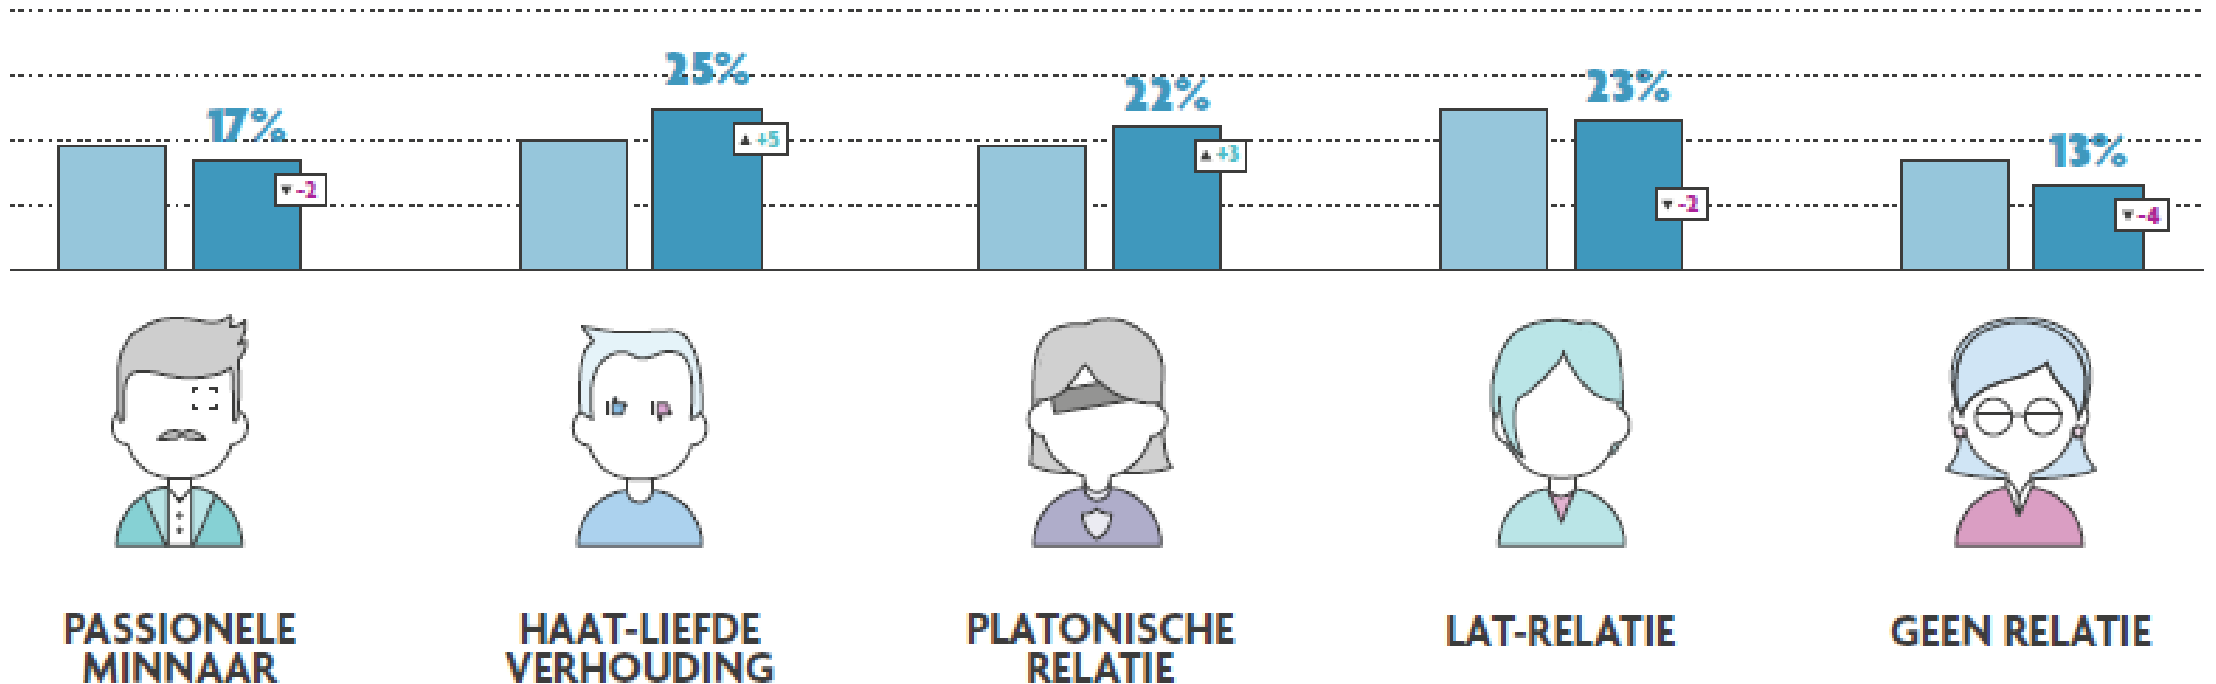 17%
▼ -2
25%
▲ +5
22%
▲ +3
23%
▼ -2
13%
▼ -4
PASSIONELE
MINNAAR
HAAT-LIEFDE
VERHOUDING
PLATONISCHE
RELATIE
LAT-RELATIE
GEEN RELATIE